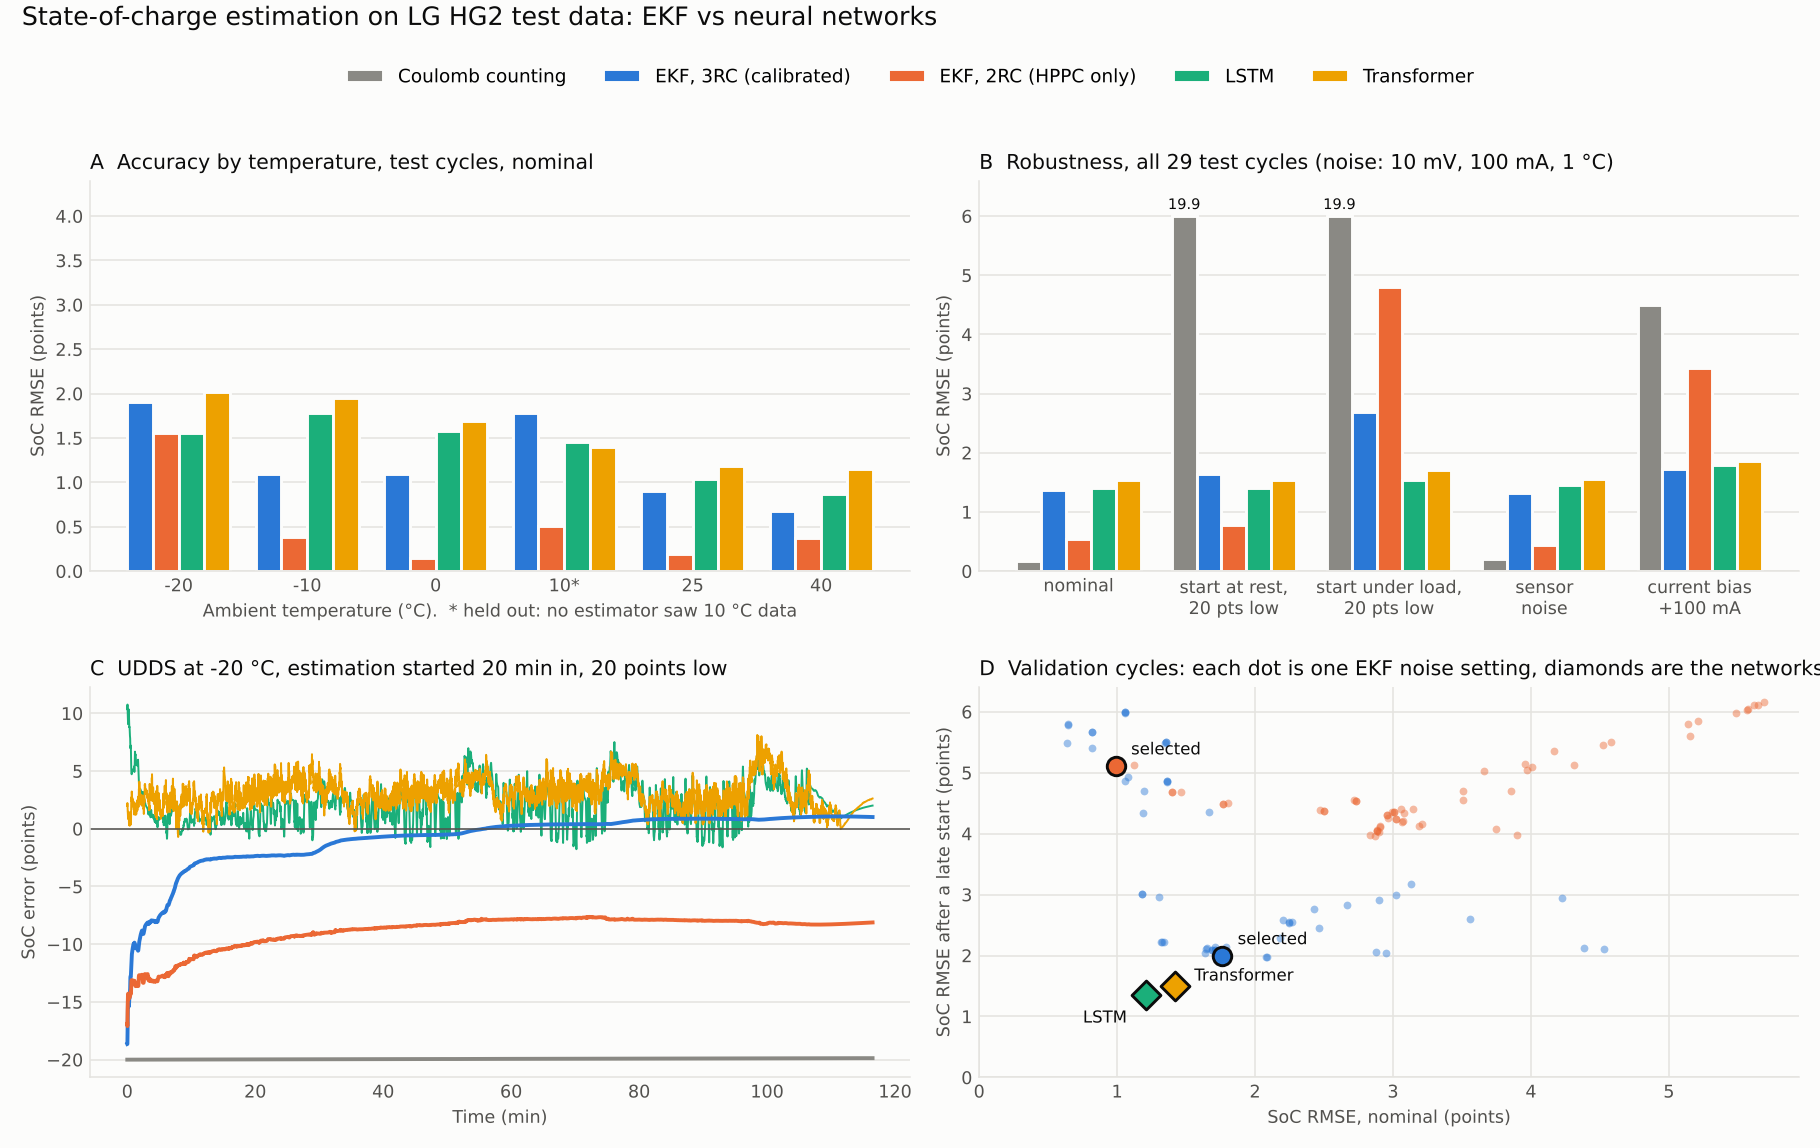 State-of-charge estimation on LG HG2 test data: EKF vs neural networks
Coulomb counting
EKF, 3RC (calibrated)
EKF, 2RC (HPPC only)
LSTM
Transformer
A Accuracy by temperature, test cycles, nominal
SoC RMSE (points)
4.0
3.5
3.0
2.5
2.0
1.5
1.0
0.5
0.0
-20
-10
0
10*
25
40
Ambient temperature (°C). * held out: no estimator saw 10 °C data
B Robustness, all 29 test cycles (noise: 10 mV, 100 mA, 1 °C)
SoC RMSE (points)
6
5
4
3
2
1
0
19.9
19.9
nominal
start at rest,
20 pts low
start under load,
20 pts low
sensor
noise
current bias
+100 mA
C UDDS at -20 °C, estimation started 20 min in, 20 points low
SoC error (points)
10
5
0
−5
−10
−15
−20
0
20
40
60
80
100
120
Time (min)
D Validation cycles: each dot is one EKF noise setting, diamonds are the networks
SoC RMSE after a late start (points)
6
5
4
3
2
1
0
selected
selected
Transformer
LSTM
0
1
2
3
4
5
SoC RMSE, nominal (points)